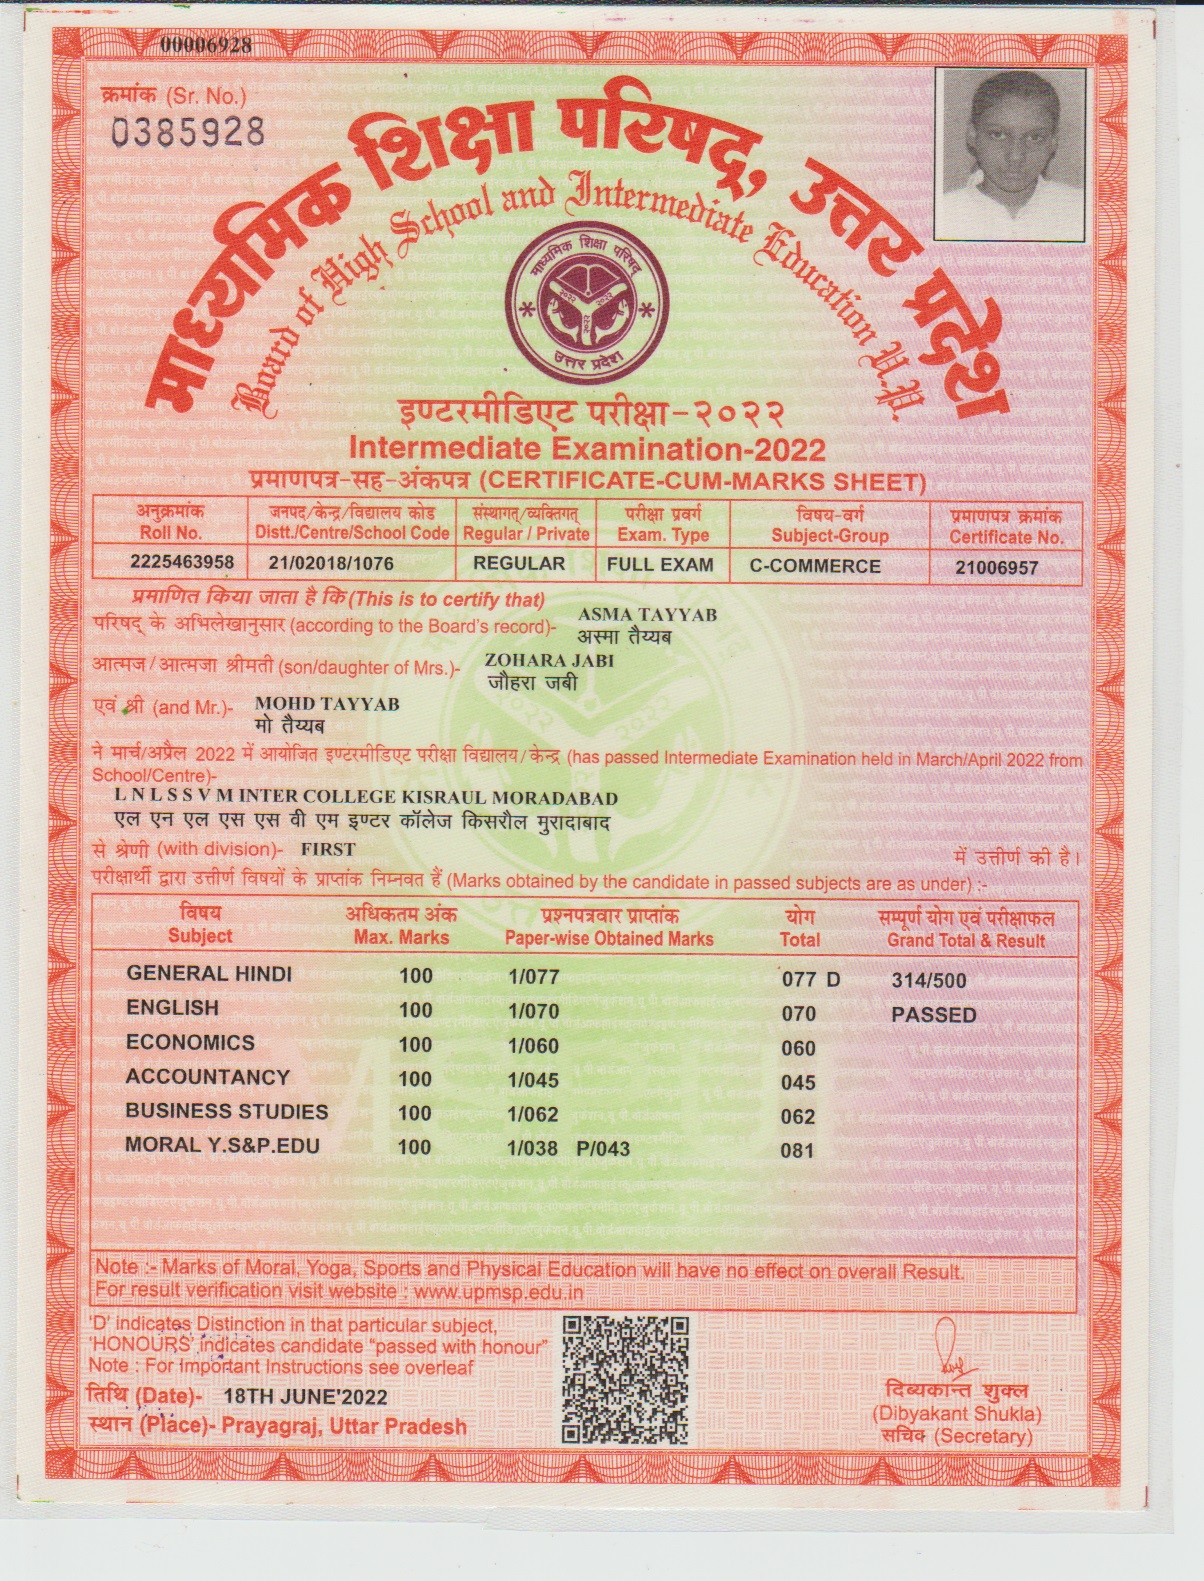 00006928
क्रमांक (Sr. No.)
0385928
माध्यमिक शिक्षा परिषद्, उत्तर प्रदेश
Board of High School and Intermediate Education U.P.
माध्यमिक शिक्षा परिषद्
२०२२ २०२२
२०२२
उत्तर प्रदेश
इण्टरमीडिएट परीक्षा-२०२२
Intermediate Examination-2022
प्रमाणपत्र-सह-अंकपत्र (CERTIFICATE-CUM-MARKS SHEET)
अनुक्रमांक जनपद/केन्द्र/विद्यालय कोड संस्थागत्/व्यक्तिगत् परीक्षा प्रवर्ग विषय-वर्ग प्रमाणपत्र क्रमांक
Roll No. Distt./Centre/School Code Regular / Private Exam. Type Subject-Group Certificate No.
2225463958 21/02018/1076 REGULAR FULL EXAM C-COMMERCE 21006957
प्रमाणित किया जाता है कि (This is to certify that)
परिषद् के अभिलेखानुसार (according to the Board's record)- ASMA TAYYAB
अस्मा तैय्यब
आत्मज/आत्मजा श्रीमती (son/daughter of Mrs.)- ZOHARA JABI
जौहरा जबी
एवं श्री (and Mr.)- MOHD TAYYAB
मो तैय्यब
ने मार्च/अप्रैल 2022 में आयोजित इण्टरमीडिएट परीक्षा विद्यालय/केन्द्र (has passed Intermediate Examination held in March/April 2022 from
School/Centre)-
L N L S S V M INTER COLLEGE KISRAUL MORADABAD
एल एन एल एस एस वी एम इण्टर कॉलेज किसरौल मुरादाबाद
से श्रेणी (with division)- FIRST में उत्तीर्ण की है।
परीक्षार्थी द्वारा उत्तीर्ण विषयों के प्राप्तांक निम्नवत हैं (Marks obtained by the candidate in passed subjects are as under) :-
विषय अधिकतम अंक प्रश्नपत्रवार प्राप्तांक योग सम्पूर्ण योग एवं परीक्षाफल
Subject Max. Marks Paper-wise Obtained Marks Total Grand Total & Result
GENERAL HINDI 100 1/077 077 D 314/500
ENGLISH 100 1/070 070 PASSED
ECONOMICS 100 1/060 060
ACCOUNTANCY 100 1/045 045
BUSINESS STUDIES 100 1/062 062
MORAL Y.S&P.EDU 100 1/038 P/043 081
Note :- Marks of Moral, Yoga, Sports and Physical Education will have no effect on overall Result.
For result verification visit website : www.upmsp.edu.in
'D' indicates Distinction in that particular subject,
'HONOURS' indicates candidate "passed with honour"
Note : For Important Instructions see overleaf
तिथि (Date)- 18TH JUNE'2022
स्थान (Place)- Prayagraj, Uttar Pradesh
दिव्यकान्त शुक्ल
(Dibyakant Shukla)
सचिव (Secretary)